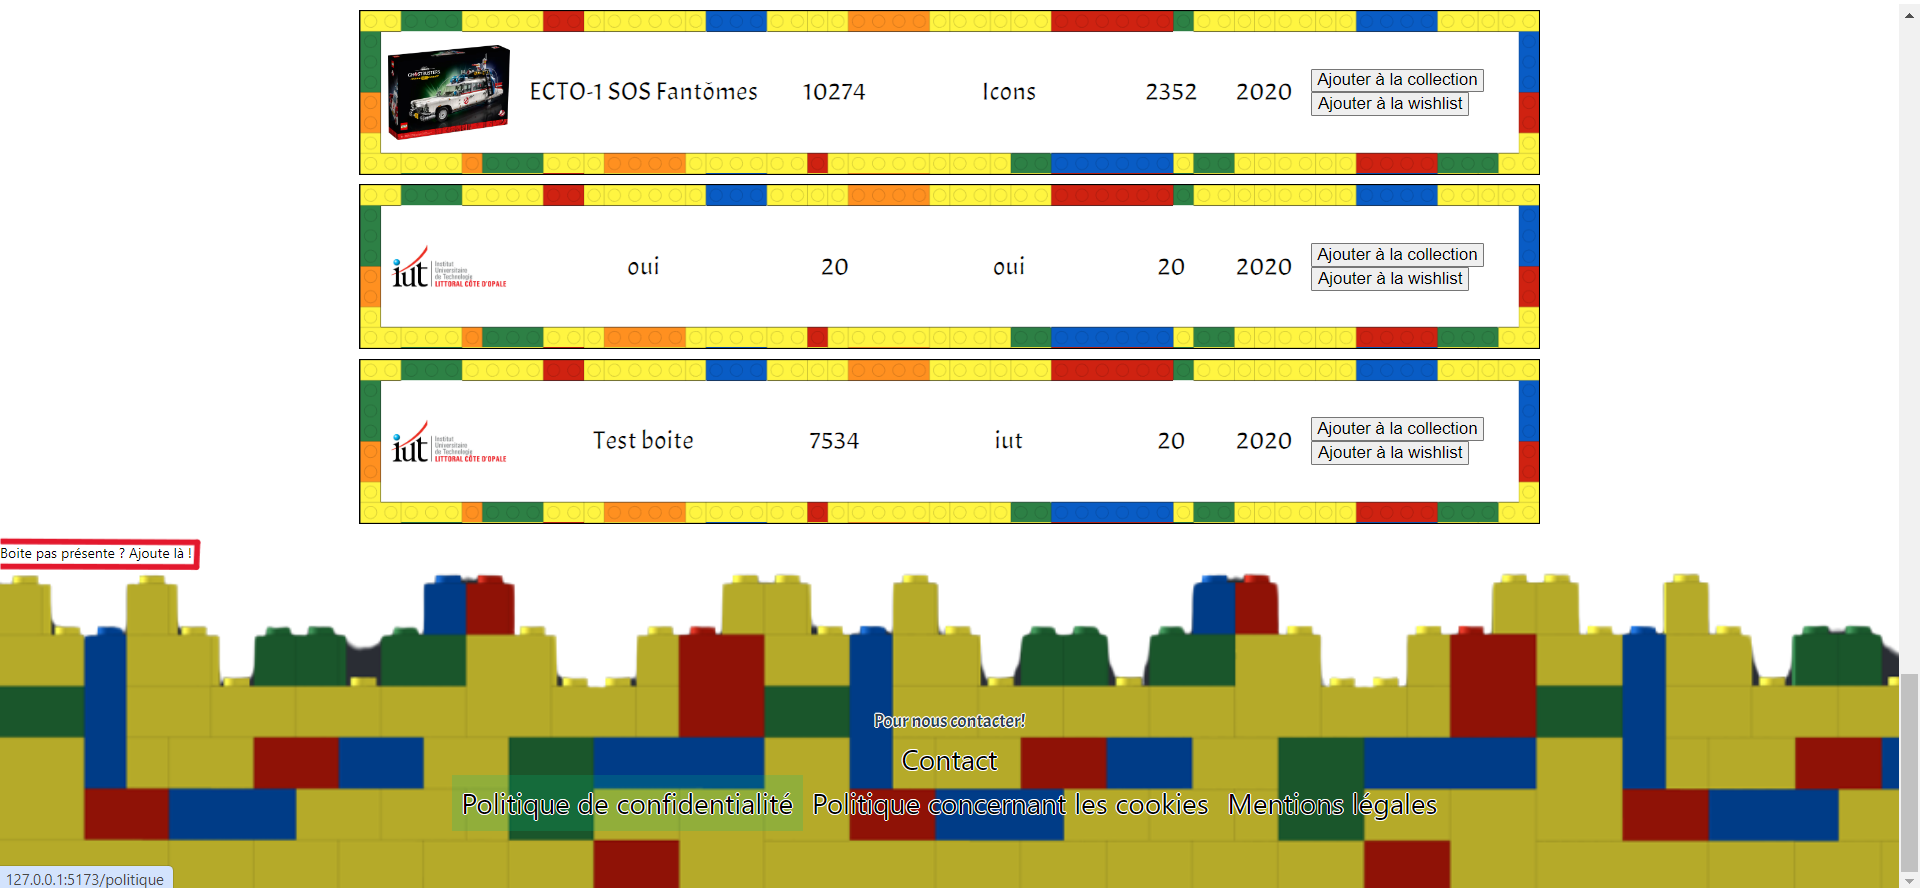 GHOSTBUSTERS
ECTO-1 SOS Fantômes 10274 Icons 2352 2020
Ajouter à la collection
Ajouter à la wishlist
iut Institut
Universitaire
de Technologie
LITTORAL CÔTE D'OPALE
oui 20 oui 20 2020
Ajouter à la collection
Ajouter à la wishlist
iut Institut
Universitaire
de Technologie
LITTORAL CÔTE D'OPALE
Test boite 7534 iut 20 2020
Ajouter à la collection
Ajouter à la wishlist
Boite pas présente ? Ajoute là !
Pour nous contacter!
Contact
Politique de confidentialité Politique concernant les cookies Mentions légales
127.0.0.1:5173/politique